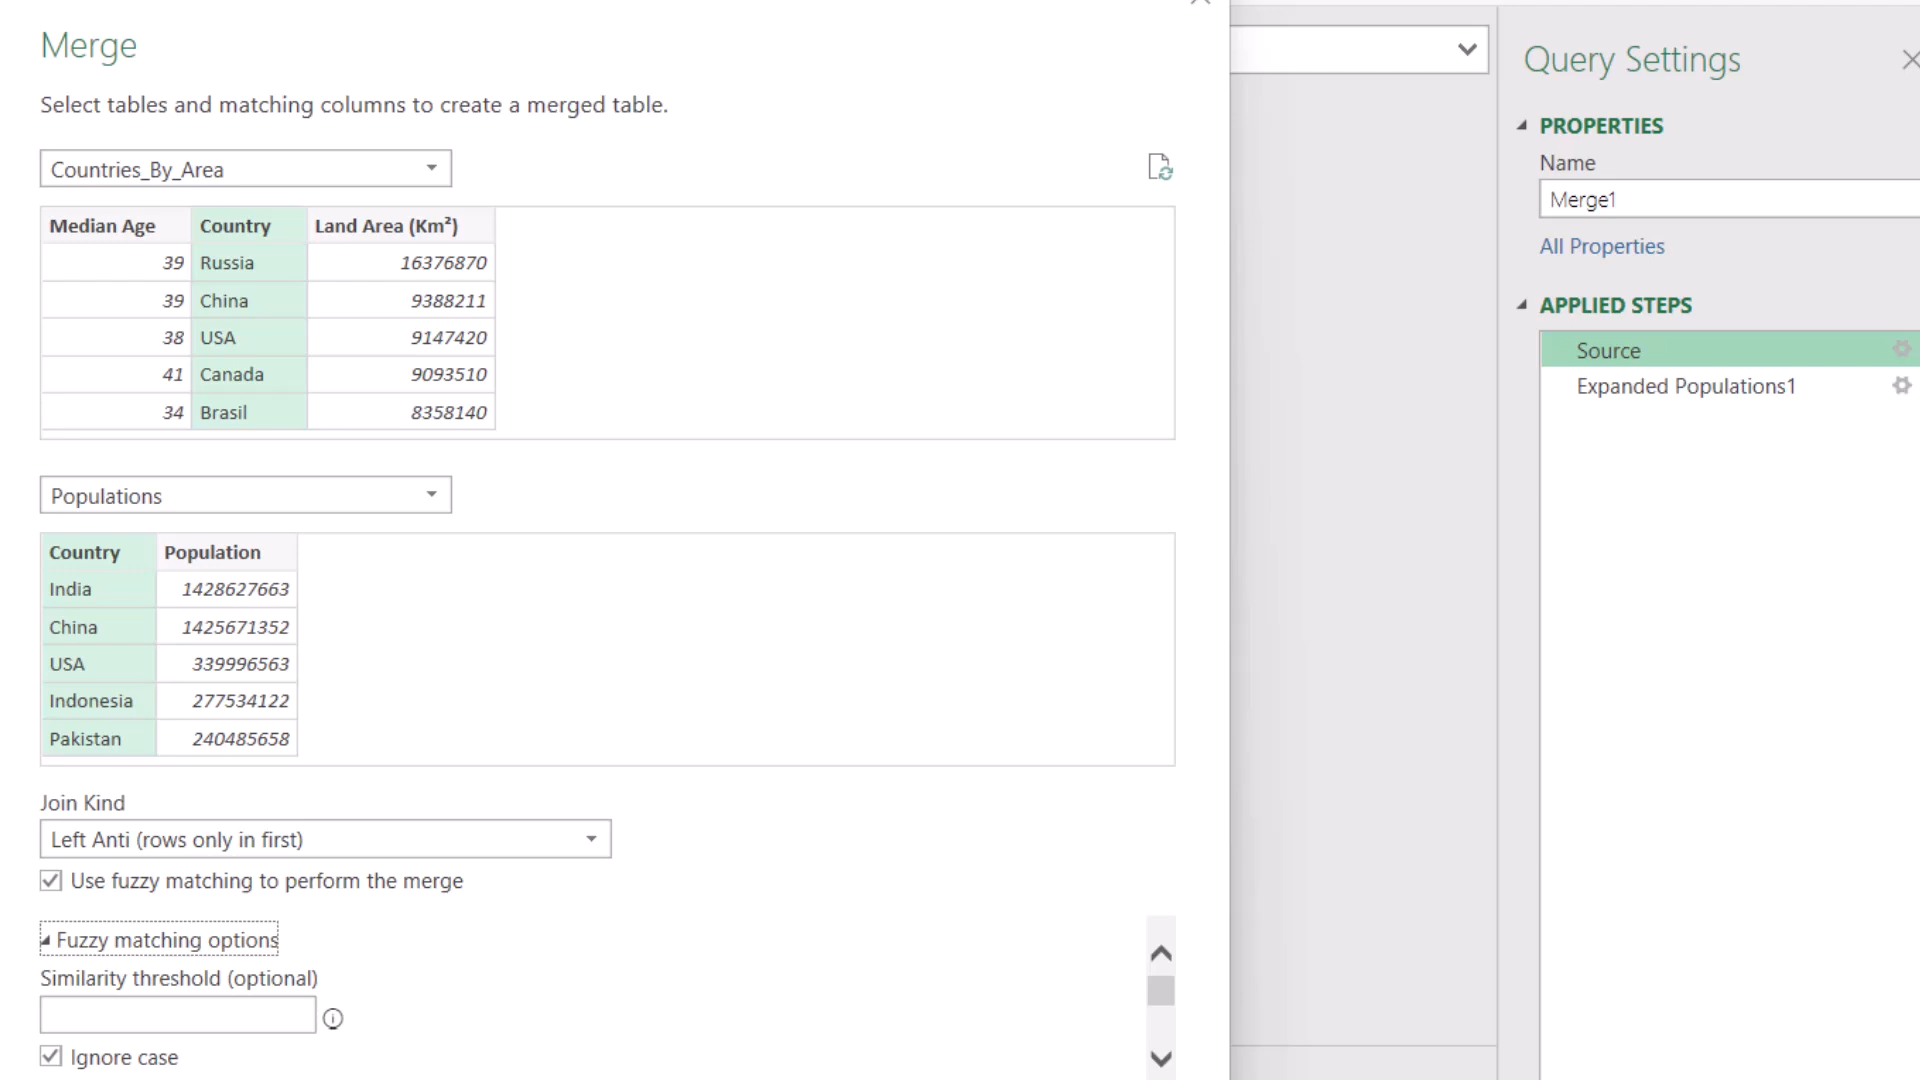 Merge
Select tables and matching columns to create a merged table.
Countries_By_Area
Median Age Country Land Area (Km²)
39 Russia 16376870
39 China 9388211
38 USA 9147420
41 Canada 9093510
34 Brasil 8358140
Populations
Country Population
India 1428627663
China 1425671352
USA 339996563
Indonesia 277534122
Pakistan 240485658
Join Kind
Left Anti (rows only in first)
Use fuzzy matching to perform the merge
Fuzzy matching options
Similarity threshold (optional)
Ignore case
Query Settings
PROPERTIES
Name
Merge1
All Properties
APPLIED STEPS
Source
Expanded Populations1